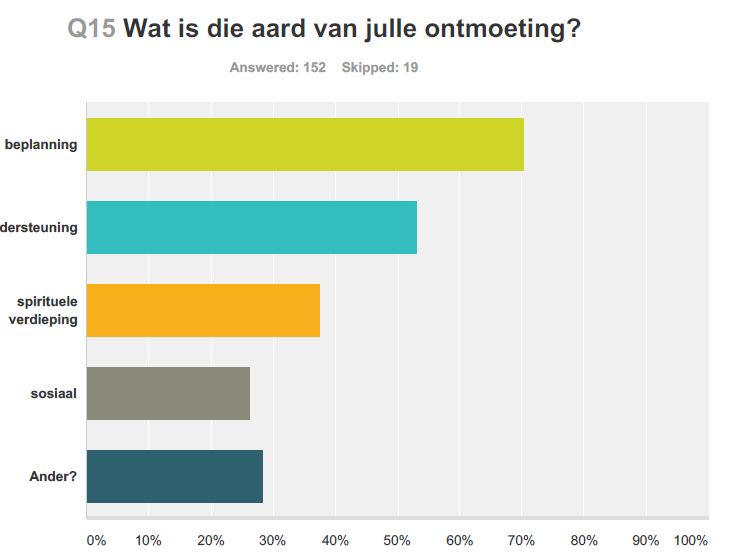 Q15 Wat is die aard van julle ontmoeting?
Answered: 152 Skipped: 19
beplanning
dersteuning
spirituele
verdieping
sosiaal
Ander?
0% 10% 20% 30% 40% 50% 60% 70% 80% 90% 100%